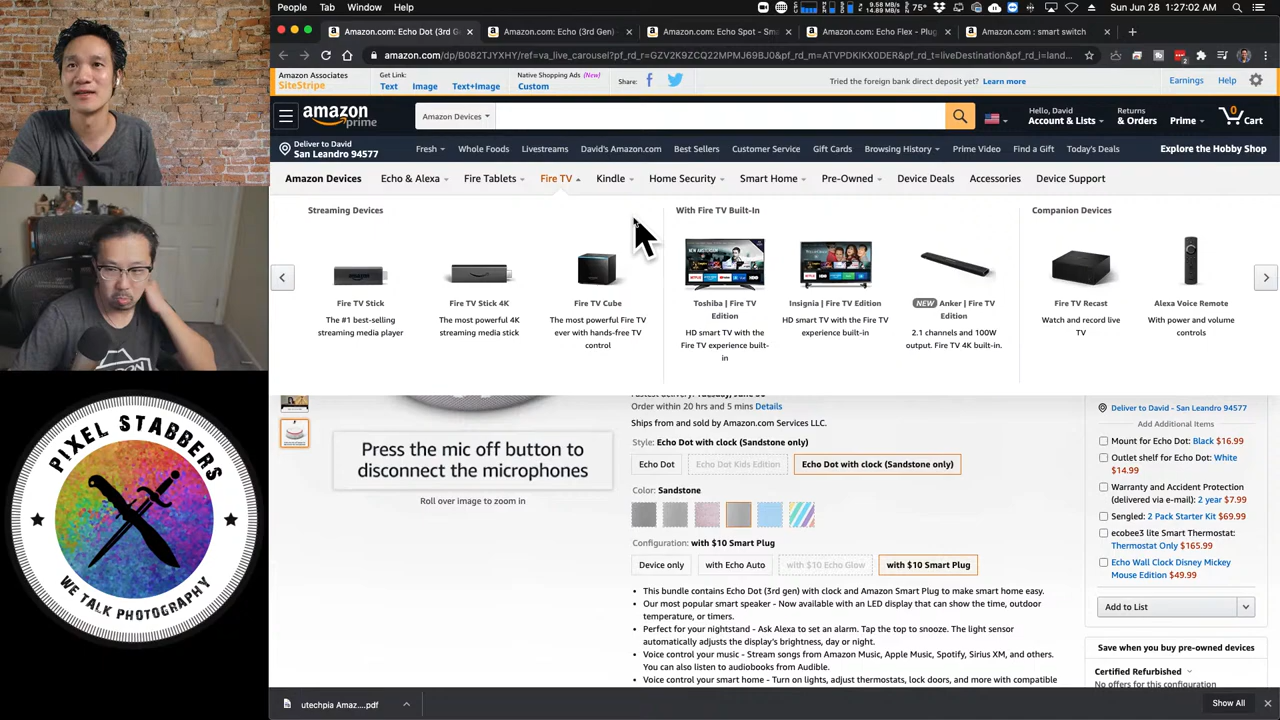 People Tab Window Help
9.58 MB/s
14.89 MB/s
75°
Sun Jun 28 1:27:02 AM
Amazon.com: Echo Dot (3rd G
Amazon.com: Echo (3rd Gen)
Amazon.com: Echo Spot - Sm
Amazon.com: Echo Flex - Plug
Amazon.com : smart switch
amazon.com/dp/B082TJYXHY/ref=va_live_carousel?pf_rd_r=GZV2K9ZCQ22MPMJ69BJ0&pf_rd_m=ATVPDKIKX0DER&pf_rd_t=liveDestination&pf_rd_i=land...
Amazon Associates
SiteStripe
Get Link:
Text Image Text+Image
Native Shopping Ads (New)
Custom
Share:
Tried the foreign bank direct deposit yet? Learn more
Earnings Help
amazon
prime
Amazon Devices
Hello, David
Account & Lists
Returns
& Orders
Prime
0
Cart
Deliver to David
San Leandro 94577
Fresh Whole Foods Livestreams David's Amazon.com Best Sellers Customer Service Gift Cards Browsing History Prime Video Find a Gift Today's Deals
Explore the Hobby Shop
Amazon Devices Echo & Alexa Fire Tablets Fire TV Kindle Home Security Smart Home Pre-Owned Device Deals Accessories Device Support
Streaming Devices
With Fire TV Built-In
Companion Devices
Fire TV Stick
The #1 best-selling
streaming media player
Fire TV Stick 4K
The most powerful 4K
streaming media stick
Fire TV Cube
The most powerful Fire TV
ever with hands-free TV
control
Toshiba | Fire TV
Edition
HD smart TV with the
Fire TV experience built-
in
Insignia | Fire TV Edition
HD smart TV with the Fire TV
experience built-in
NEW Anker | Fire TV
Edition
2.1 channels and 100W
output. Fire TV 4K built-in.
Fire TV Recast
Watch and record live
TV
Alexa Voice Remote
With power and volume
controls
Press the mic off button to
disconnect the microphones
Roll over image to zoom in
Order within 20 hrs and 5 mins Details
Ships from and sold by Amazon.com Services LLC.
Style: Echo Dot with clock (Sandstone only)
Echo Dot
Echo Dot Kids Edition
Echo Dot with clock (Sandstone only)
Color: Sandstone
Configuration: with $10 Smart Plug
Device only
with Echo Auto
with $10 Echo Glow
with $10 Smart Plug
• This bundle contains Echo Dot (3rd gen) with clock and Amazon Smart Plug to make smart home easy.
• Our most popular smart speaker - Now available with an LED display that can show the time, outdoor
temperature, or timers.
• Perfect for your nightstand - Ask Alexa to set an alarm. Tap the top to snooze. The light sensor
automatically adjusts the display's brightness, day or night.
• Voice control your music - Stream songs from Amazon Music, Apple Music, Spotify, Sirius XM, and others.
You can also listen to audiobooks from Audible.
• Voice control your smart home - Turn on lights, adjust thermostats, lock doors, and more with compatible
Deliver to David - San Leandro 94577
Add Additional Items
Mount for Echo Dot: Black $16.99
Outlet shelf for Echo Dot: White
$14.99
Warranty and Accident Protection
(delivered via e-mail): 2 year $7.99
Sengled: 2 Pack Starter Kit $69.99
ecobee3 lite Smart Thermostat:
Thermostat Only $165.99
Echo Wall Clock Disney Mickey
Mouse Edition $49.99
Add to List
Save when you buy pre-owned devices
Certified Refurbished
No offers for this configuration
PIXEL STABBERS
WE TALK PHOTOGRAPHY
utechpia Amaz....pdf
Show All